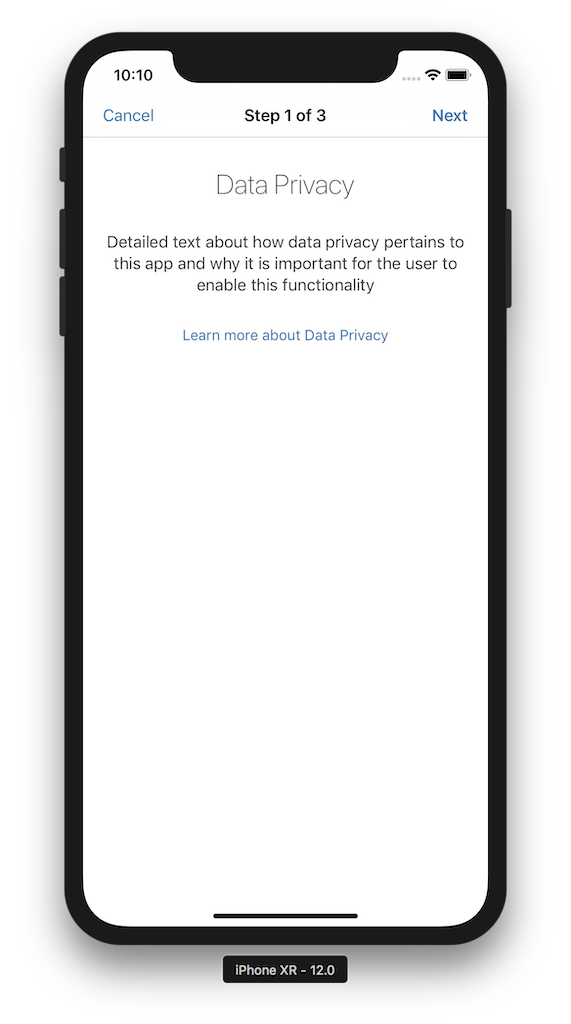 10:10
Cancel Step 1 of 3 Next
Data Privacy
Detailed text about how data privacy pertains to
this app and why it is important for the user to
enable this functionality
Learn more about Data Privacy
iPhone XR - 12.0